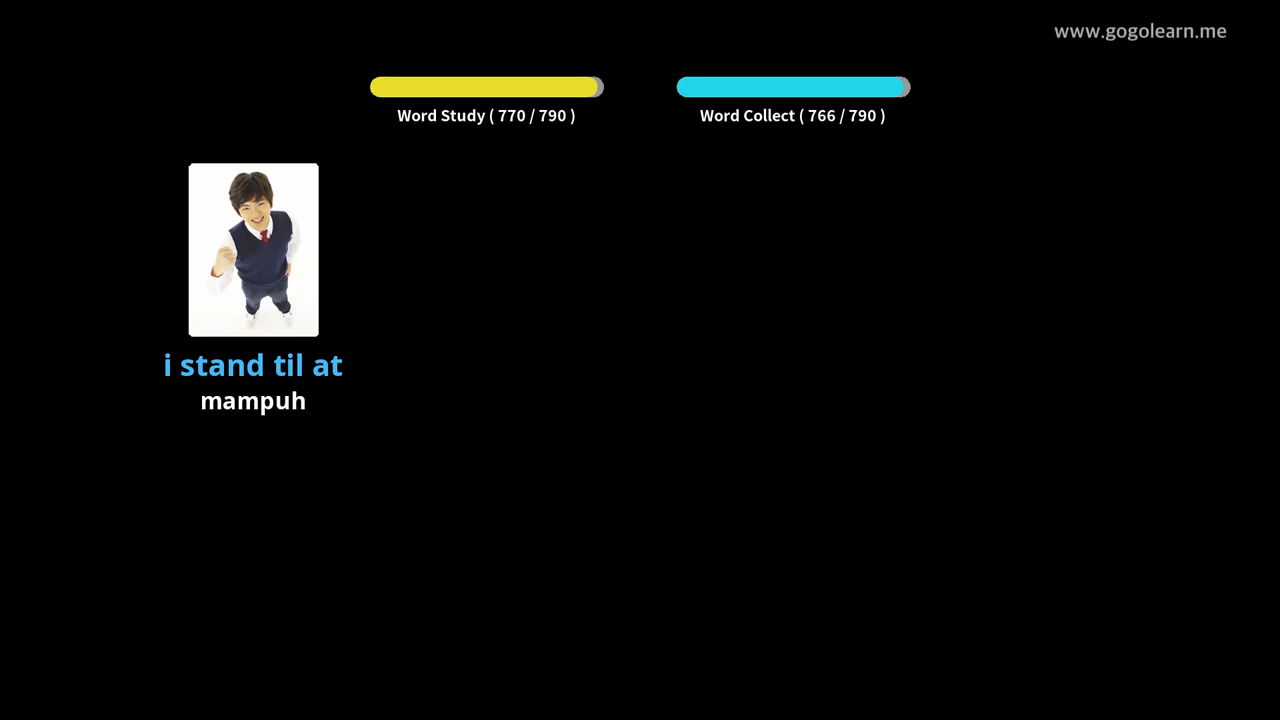 www.gogolearn.me
Word Study ( 770 / 790 )
Word Collect ( 766 / 790 )
i stand til at
mampuh